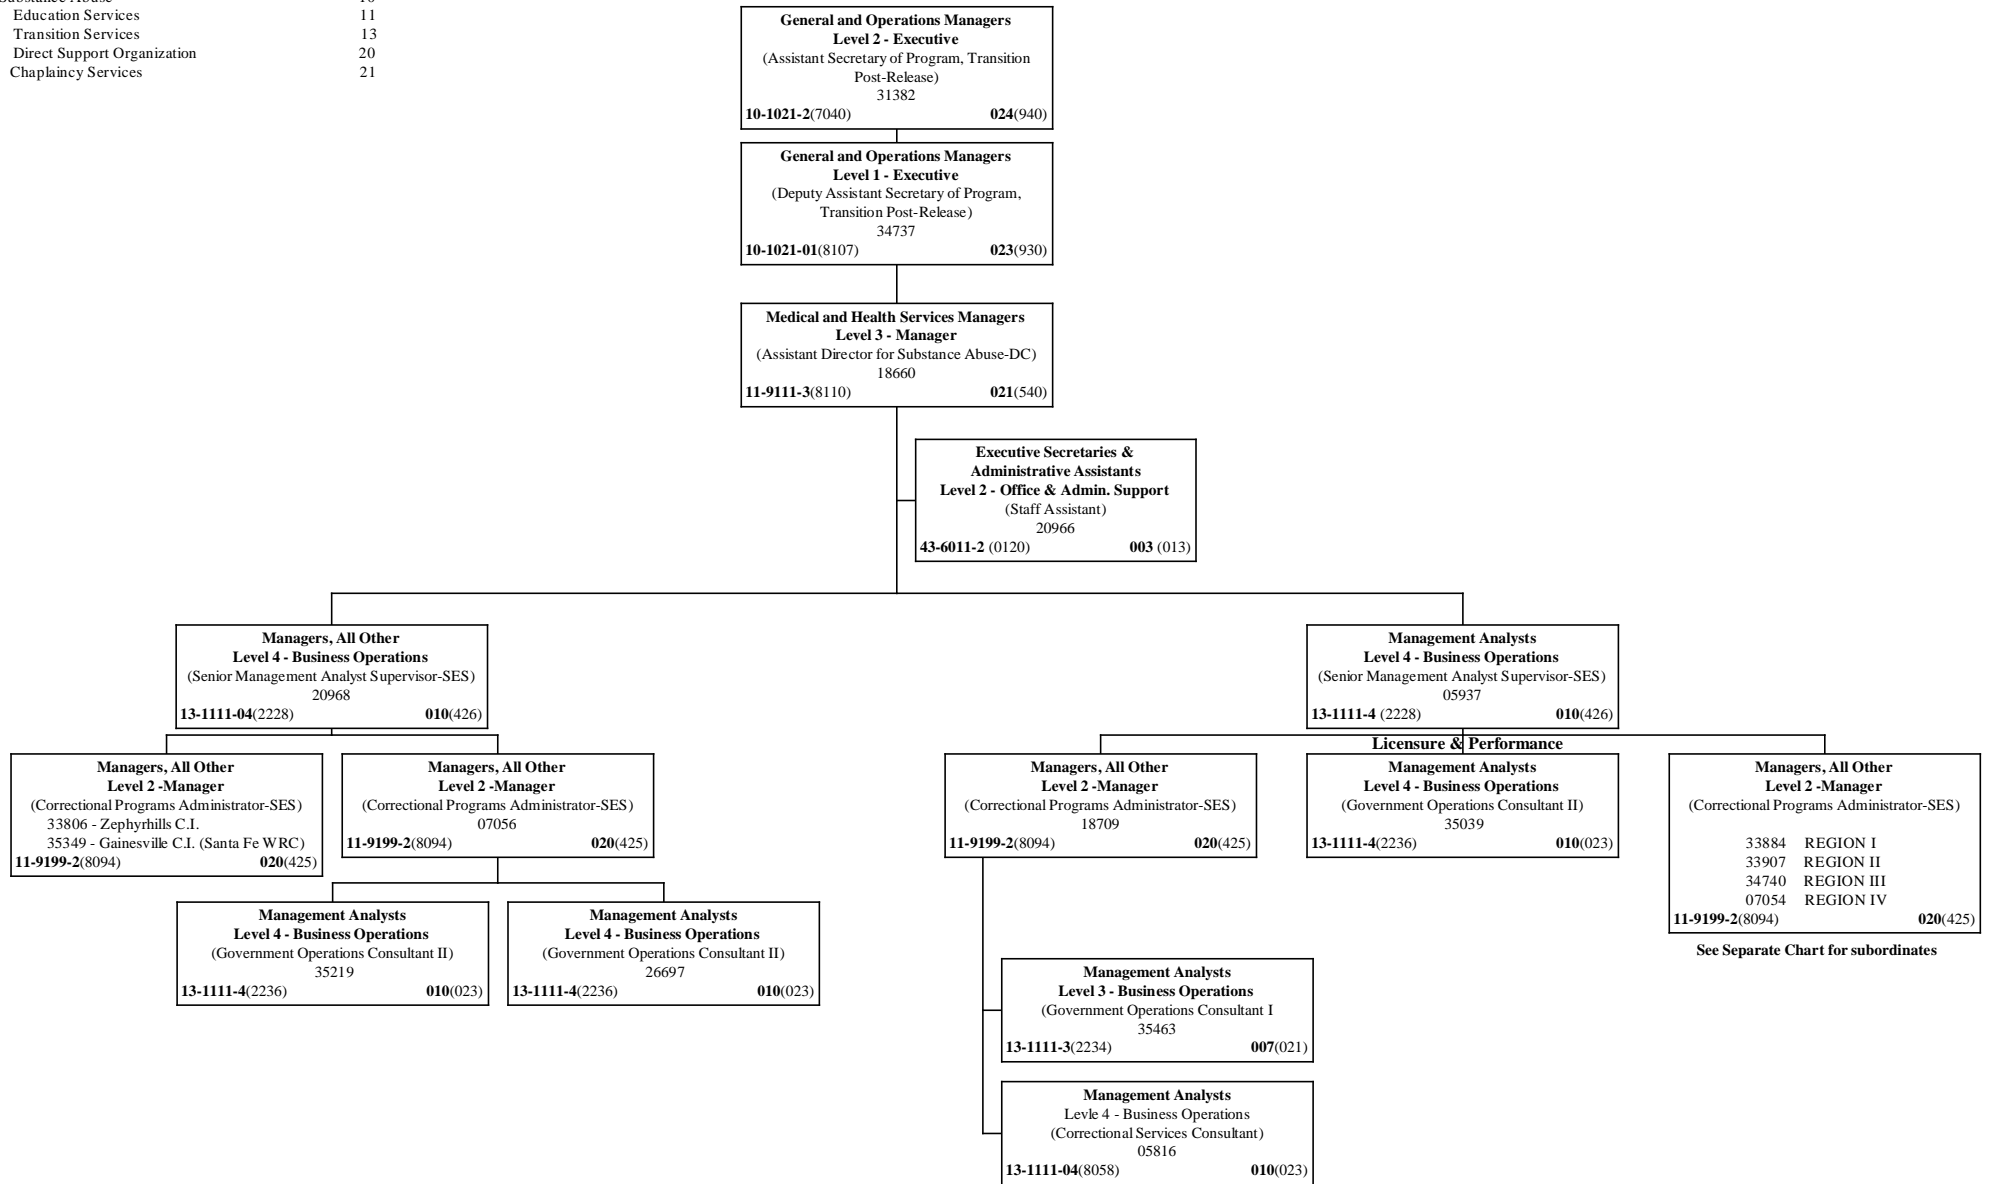 Substance Abuse 10
Education Services 11
Transition Services 13
Direct Support Organization 20
Chaplaincy Services 21
General and Operations Managers
Level 2 - Executive
(Assistant Secretary of Program, Transition
Post-Release)
31382
10-1021-2(7040) 024(940)
General and Operations Managers
Level 1 - Executive
(Deputy Assistant Secretary of Program,
Transition Post-Release)
34737
10-1021-01(8107) 023(930)
Medical and Health Services Managers
Level 3 - Manager
(Assistant Director for Substance Abuse-DC)
18660
11-9111-3(8110) 021(540)
Executive Secretaries &
Administrative Assistants
Level 2 - Office & Admin. Support
(Staff Assistant)
20966
43-6011-2 (0120) 003 (013)
Managers, All Other
Level 4 - Business Operations
(Senior Management Analyst Supervisor-SES)
20968
13-1111-04(2228) 010(426)
Management Analysts
Level 4 - Business Operations
(Senior Management Analyst Supervisor-SES)
05937
13-1111-4 (2228) 010(426)
Licensure & Performance
Managers, All Other
Level 2 -Manager
(Correctional Programs Administrator-SES)
33806 - Zephyrhills C.I.
35349 - Gainesville C.I. (Santa Fe WRC)
11-9199-2(8094) 020(425)
Managers, All Other
Level 2 -Manager
(Correctional Programs Administrator-SES)
07056
11-9199-2(8094) 020(425)
Managers, All Other
Level 2 -Manager
(Correctional Programs Administrator-SES)
18709
11-9199-2(8094) 020(425)
Management Analysts
Level 4 - Business Operations
(Government Operations Consultant II)
35039
13-1111-4(2236) 010(023)
Managers, All Other
Level 2 -Manager
(Correctional Programs Administrator-SES)
33884 REGION I
33907 REGION II
34740 REGION III
07054 REGION IV
11-9199-2(8094) 020(425)
See Separate Chart for subordinates
Management Analysts
Level 4 - Business Operations
(Government Operations Consultant II)
35219
13-1111-4(2236) 010(023)
Management Analysts
Level 4 - Business Operations
(Government Operations Consultant II)
26697
13-1111-4(2236) 010(023)
Management Analysts
Level 3 - Business Operations
(Government Operations Consultant I
35463
13-1111-3(2234) 007(021)
Management Analysts
Levle 4 - Business Operations
(Correctional Services Consultant)
05816
13-1111-04(8058) 010(023)